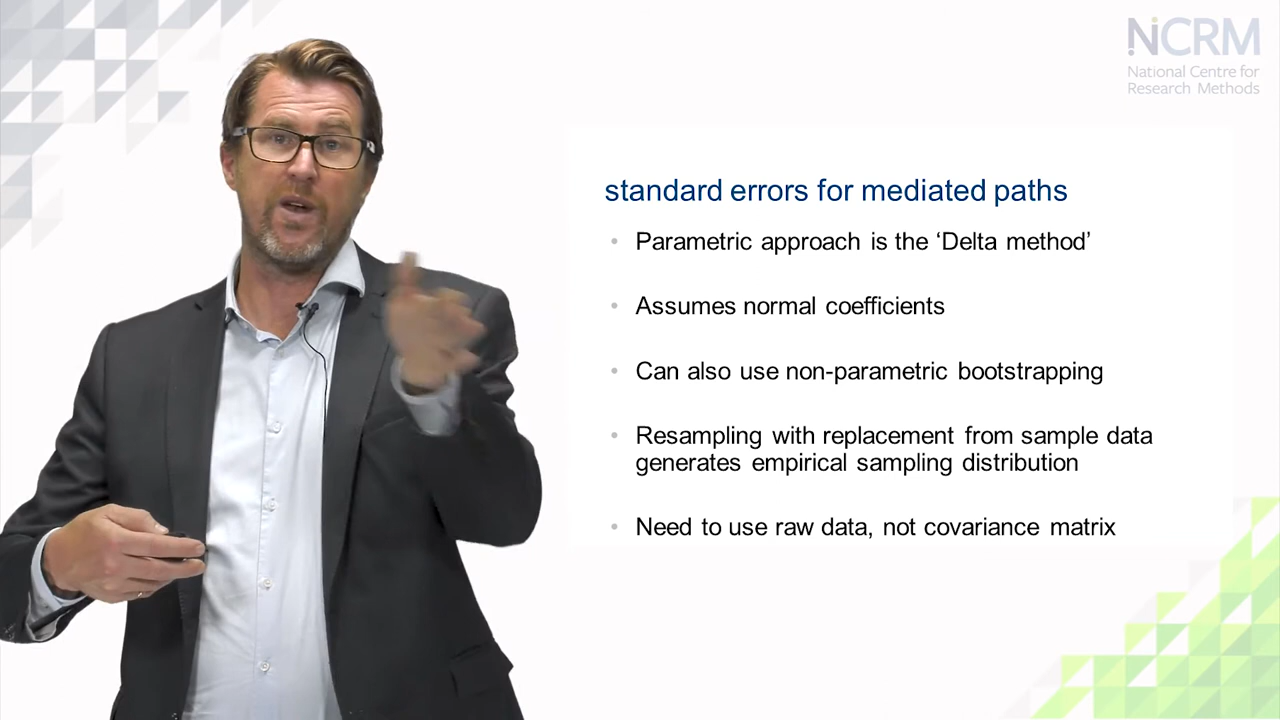 NCRM
National Centre for
Research Methods
standard errors for mediated paths
• Parametric approach is the ‘Delta method’
• Assumes normal coefficients
• Can also use non-parametric bootstrapping
• Resampling with replacement from sample data
generates empirical sampling distribution
• Need to use raw data, not covariance matrix